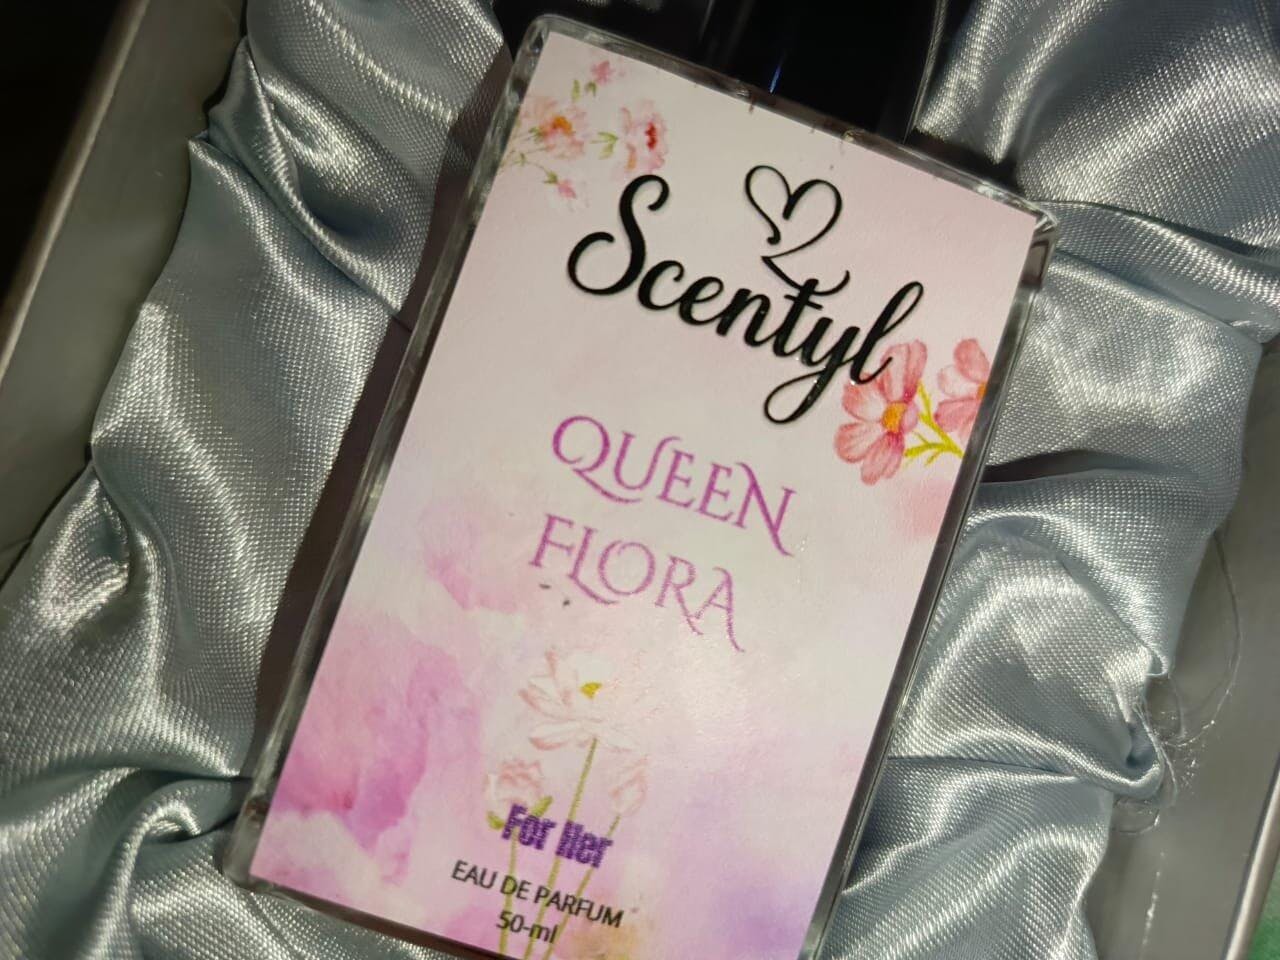 Scentyl
QUEEN
FLORA
For Her
EAU DE PARFUM
50-ml